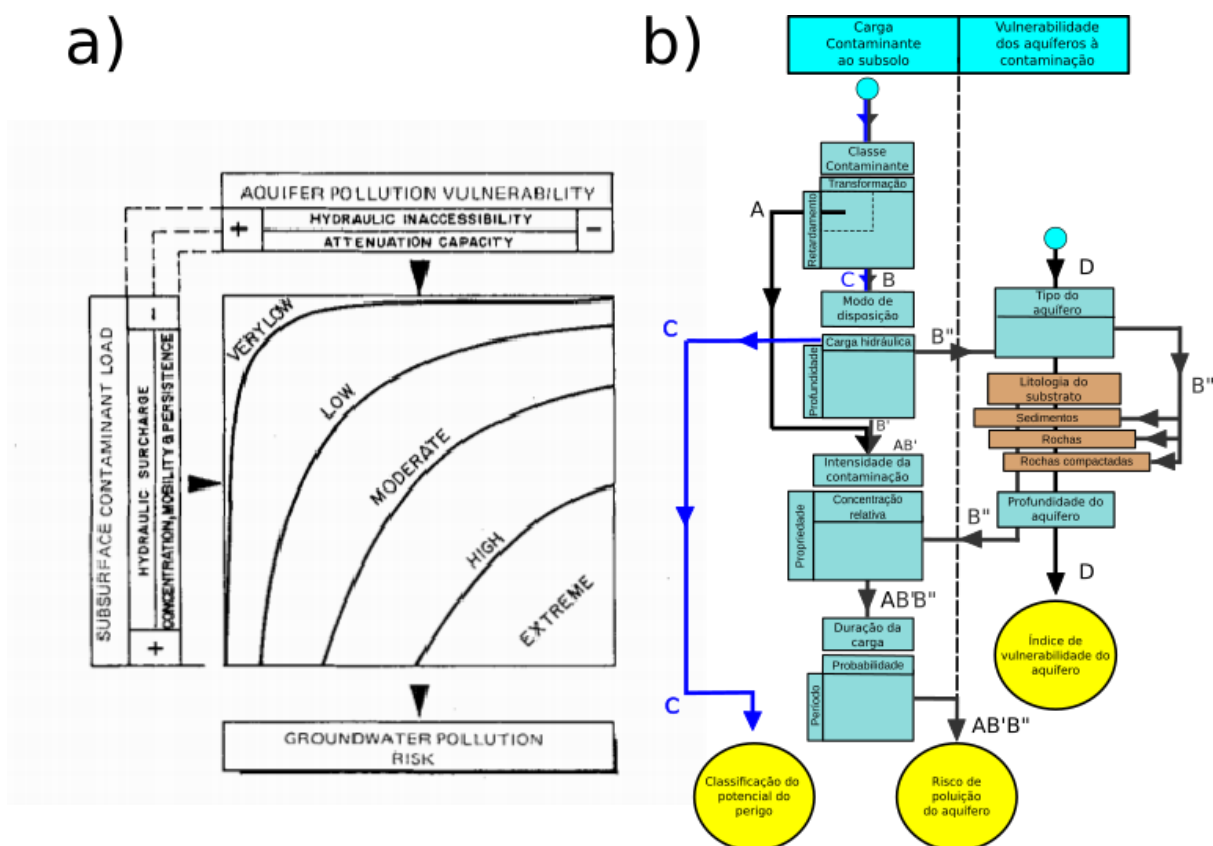 a)
AQUIFER POLLUTION VULNERABILITY
+
HYDRAULIC INACCESSIBILITY
ATTENUATION CAPACITY
-
SUBSURFACE CONTAMINANT LOAD
HYDRAULIC SURCHARGE
CONCENTRATION, MOBILITY & PERSISTENCE
+
VERY LOW
LOW
MODERATE
HIGH
EXTREME
GROUNDWATER POLLUTION
RISK
b)
Carga
Contaminante
ao subsolo
Vulnerabilidade
dos aquíferos à
contaminação
Classe
Contaminante
Transformação
Retardamento
A
C
B
Modo de
disposição
Carga hidráulica
Profundidade
C
B"
B'
AB'
Intensidade da
contaminação
Concentração
relativa
Propriedade
B"
AB'B"
Duração da
carga
Probabilidade
Período
C
AB'B"
Classificação do
potencial do
perigo
Risco de
poluição
do aquífero
D
Tipo do
aquífero
B"
Litologia do
substrato
Sedimentos
Rochas
Rochas compactadas
Profundidade do
aquífero
D
Índice de
vulnerabilidade do
aquífero